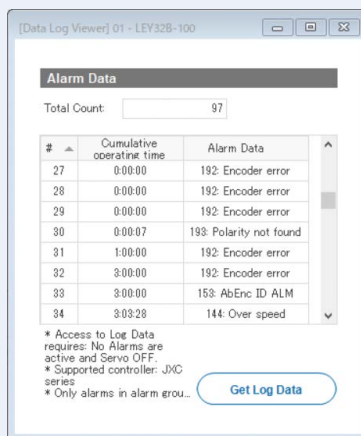 [Data Log Viewer] 01 - LEY32B-100
Alarm Data
Total Count: 97
# Cumulative operating time Alarm Data
27 0:00:00 192: Encoder error
28 0:00:00 192: Encoder error
29 0:00:00 192: Encoder error
30 0:00:07 193: Polarity not found
31 1:00:00 192: Encoder error
32 3:00:00 192: Encoder error
33 3:00:00 153: AbEnc ID ALM
34 3:03:28 144: Over speed
* Access to Log Data
requires: No Alarms are
active and Servo OFF.
* Supported controller: JXC
series
* Only alarms in alarm grou...
Get Log Data